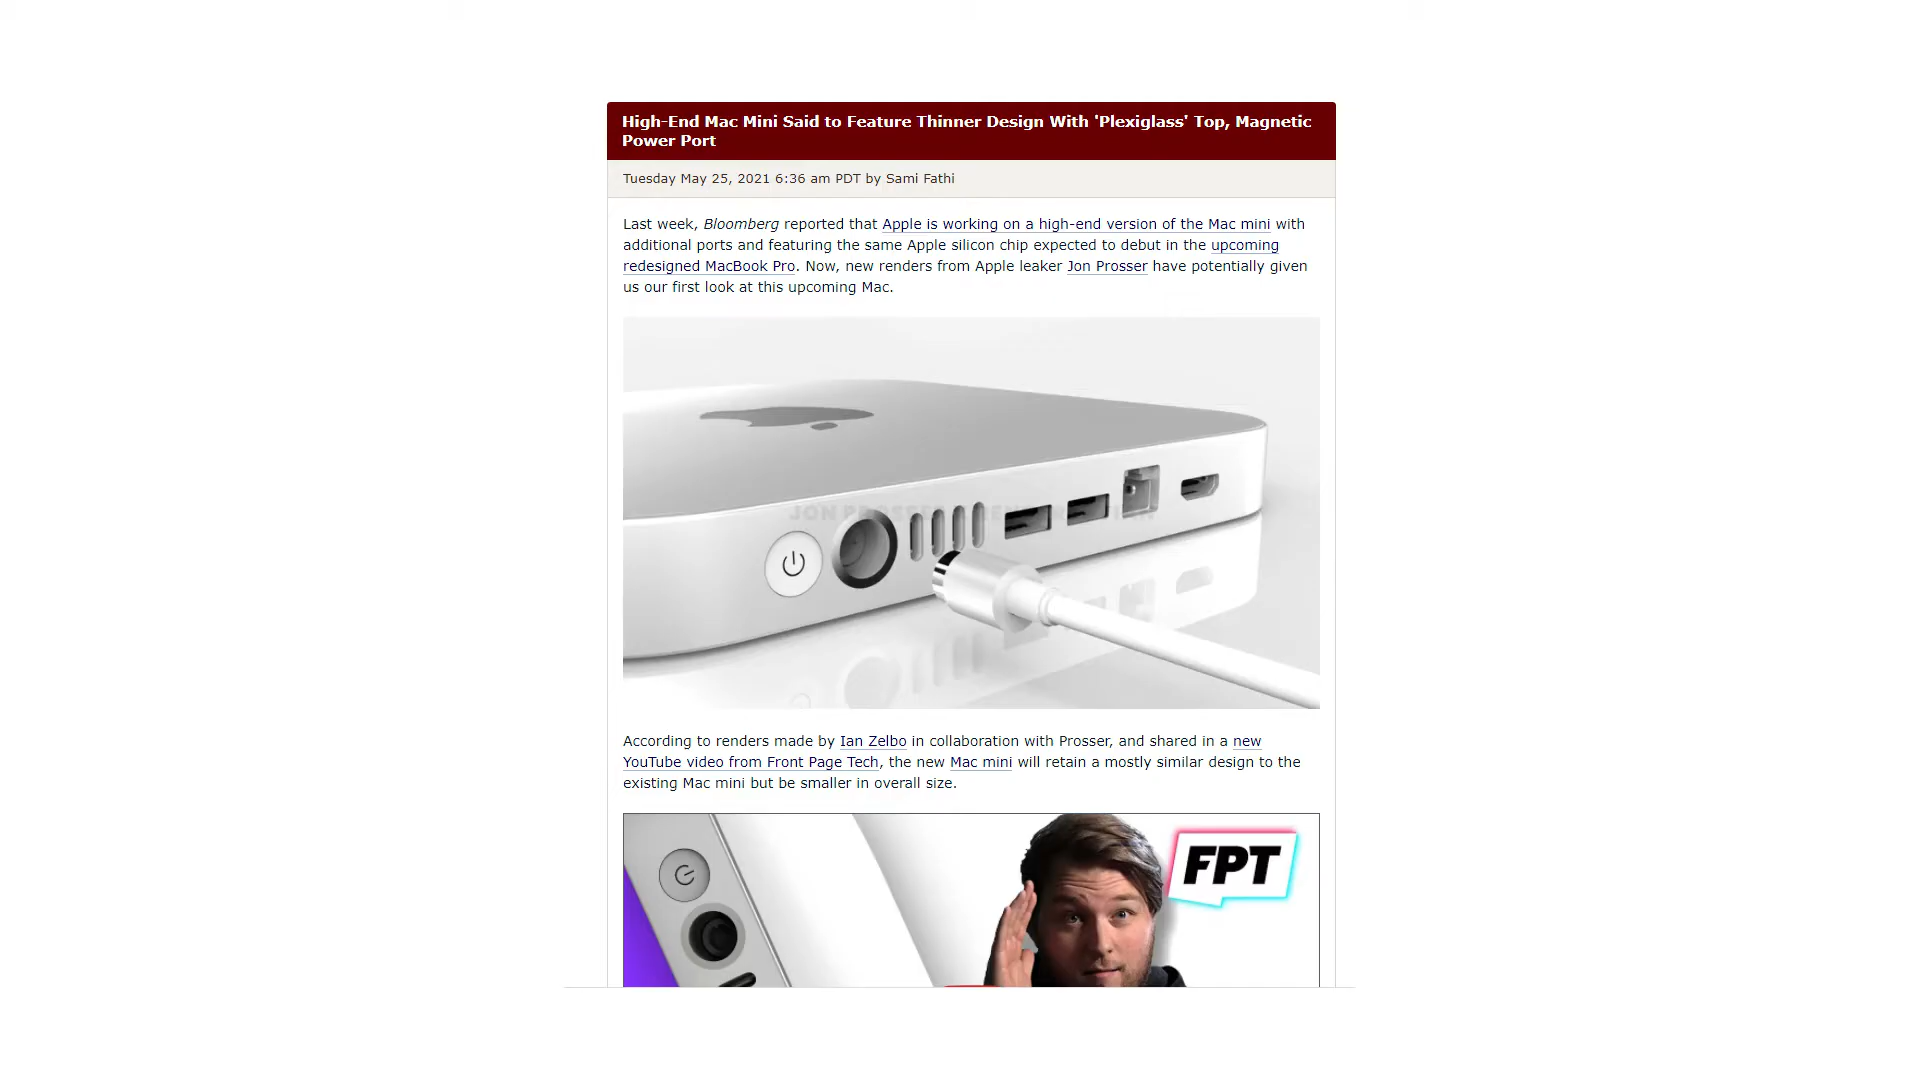 High-End Mac Mini Said to Feature Thinner Design With 'Plexiglass' Top, Magnetic
Power Port
Tuesday May 25, 2021 6:36 am PDT by Sami Fathi
Last week, Bloomberg reported that Apple is working on a high-end version of the Mac mini with
additional ports and featuring the same Apple silicon chip expected to debut in the upcoming
redesigned MacBook Pro. Now, new renders from Apple leaker Jon Prosser have potentially given
us our first look at this upcoming Mac.
JON PROSSER
According to renders made by Ian Zelbo in collaboration with Prosser, and shared in a new
YouTube video from Front Page Tech, the new Mac mini will retain a mostly similar design to the
existing Mac mini but be smaller in overall size.
FPT